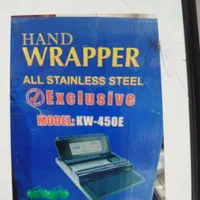 HAND
WRAPPER
ALL STAINLESS STEEL
Exclusive
MODEL: KW-450E